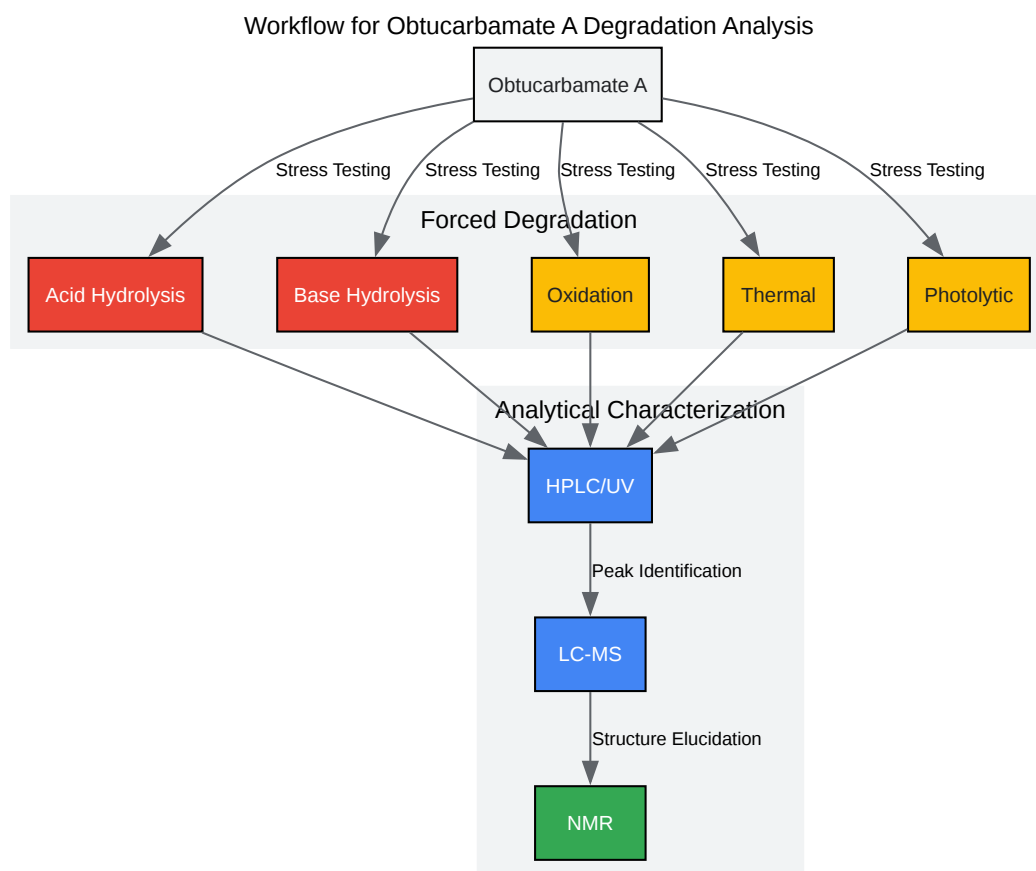 Workflow for Obtucarbamate A Degradation Analysis
Obtucarbamate A
Stress Testing
Stress Testing
Stress Testing
Stress Testing
Stress Testing
Forced Degradation
Acid Hydrolysis
Base Hydrolysis
Oxidation
Thermal
Photolytic
Analytical Characterization
HPLC/UV
Peak Identification
LC-MS
Structure Elucidation
NMR